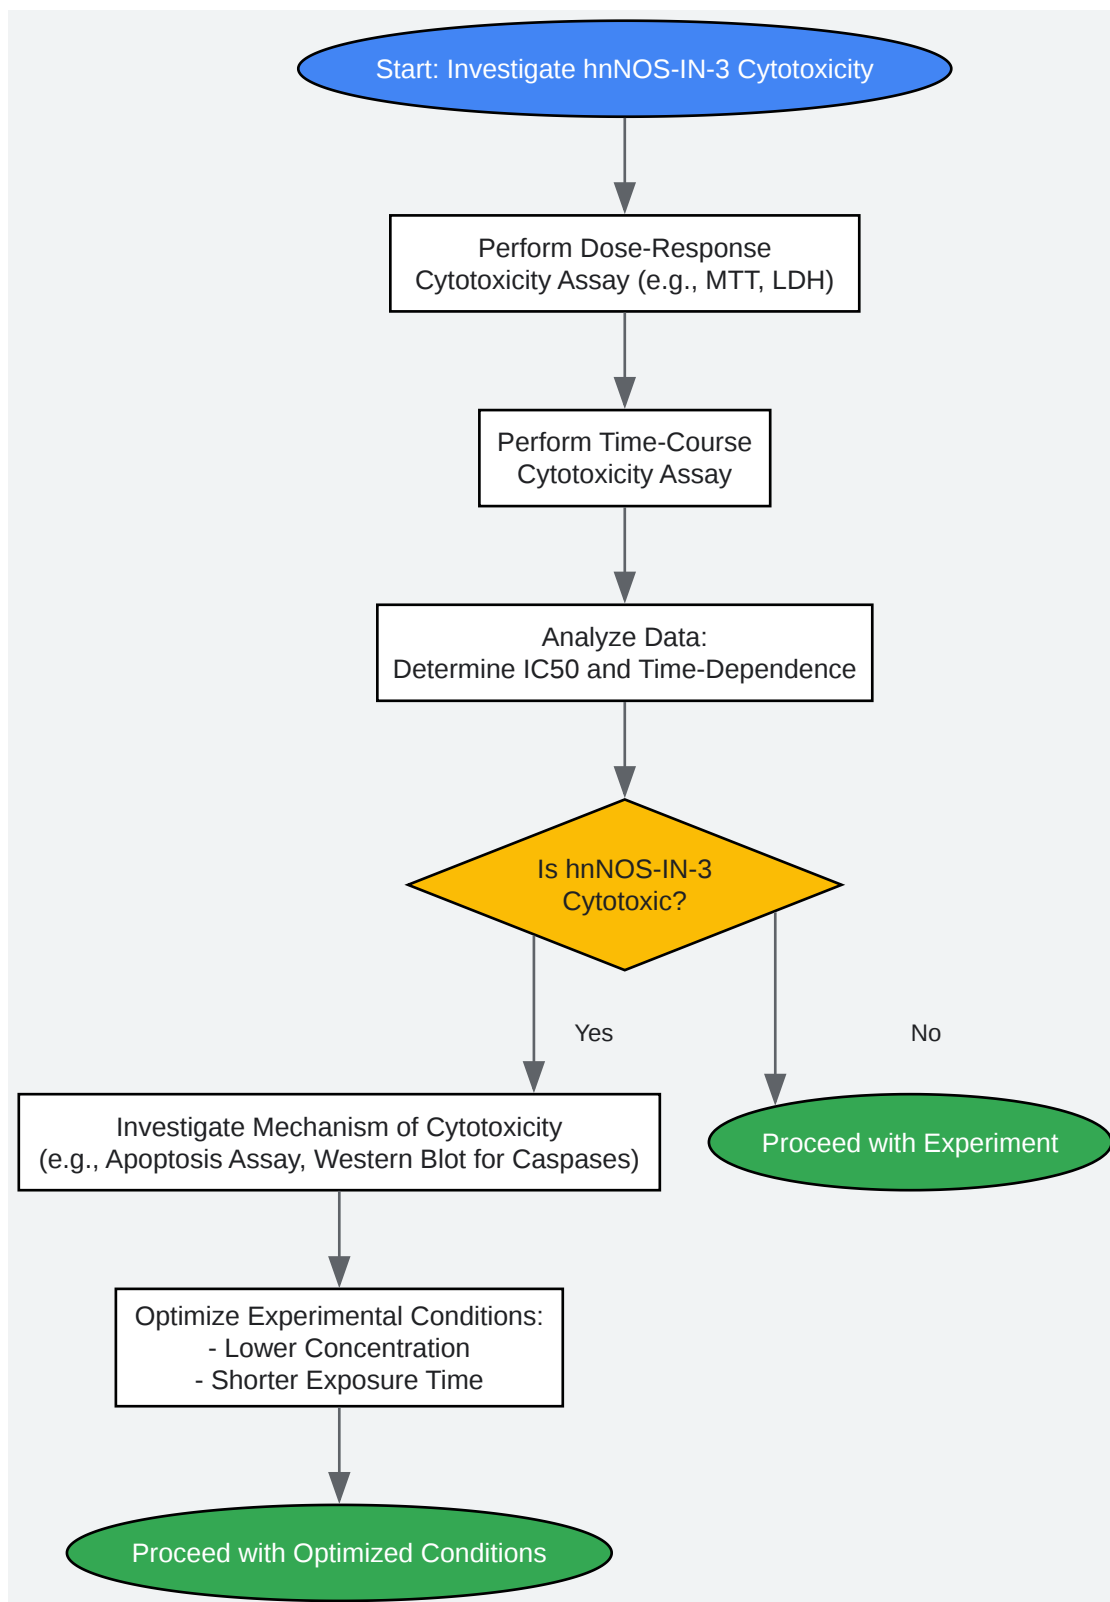 Start: Investigate hnNOS-IN-3 Cytotoxicity
Perform Dose-Response
Cytotoxicity Assay (e.g., MTT, LDH)
Perform Time-Course
Cytotoxicity Assay
Analyze Data:
Determine IC50 and Time-Dependence
Is hnNOS-IN-3
Cytotoxic?
Yes
No
Investigate Mechanism of Cytotoxicity
(e.g., Apoptosis Assay, Western Blot for Caspases)
Proceed with Experiment
Optimize Experimental Conditions:
- Lower Concentration
- Shorter Exposure Time
Proceed with Optimized Conditions